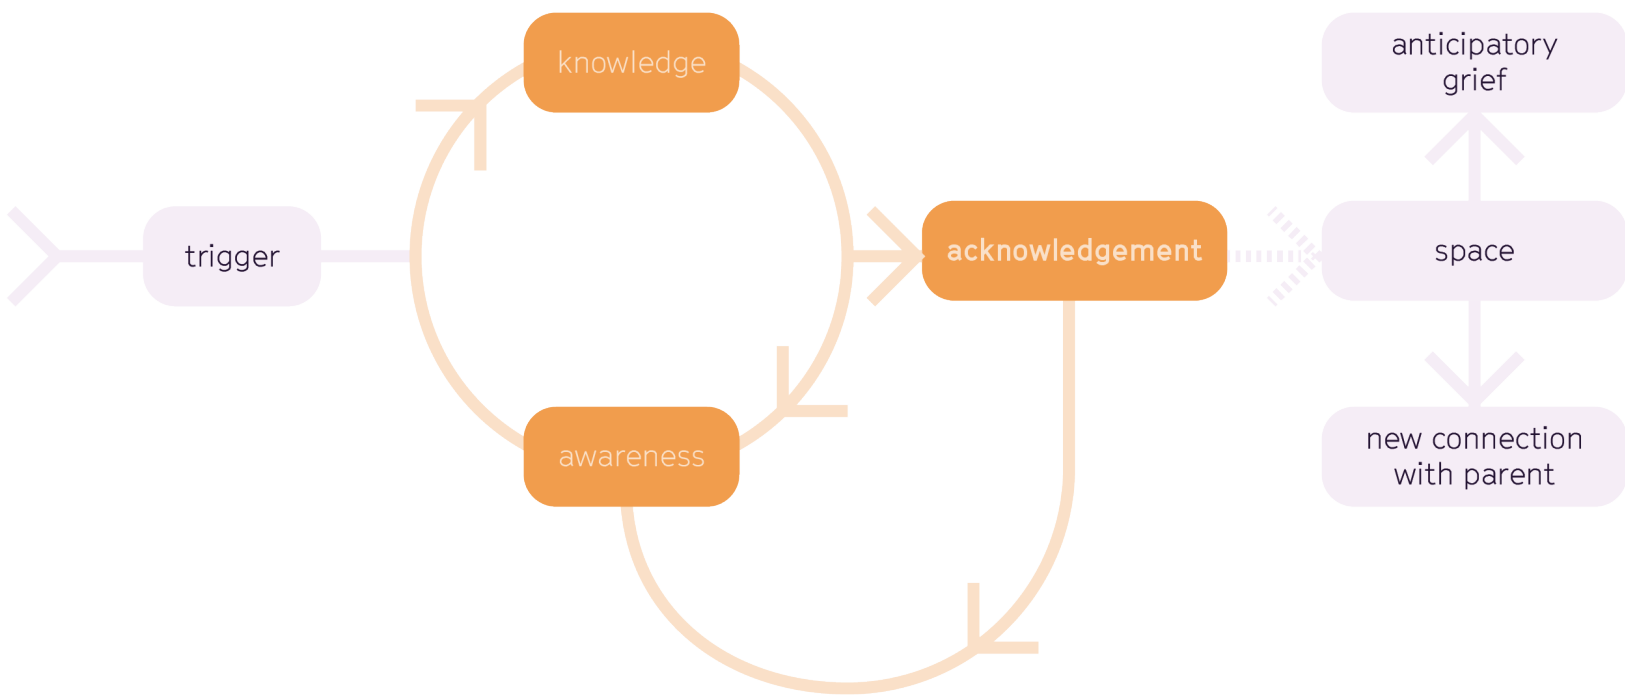 knowledge
anticipatory
grief
trigger
acknowledgement
space
awareness
new connection
with parent